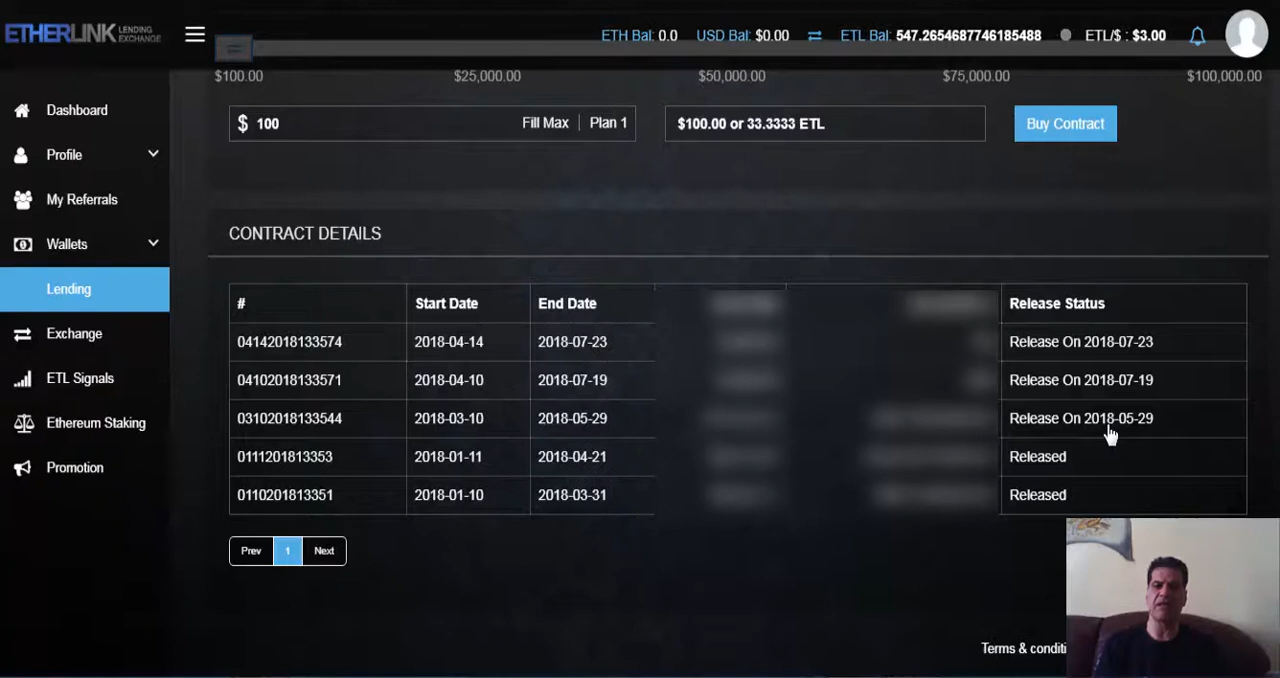 ETHERLINK LENDING EXCHANGE
ETH Bal: 0.0 USD Bal: $0.00 ETL Bal: 547.2654687746185488 ETL/$ : $3.00
$100.00 $25,000.00 $50,000.00 $75,000.00 $100,000.00
Dashboard
Profile
My Referrals
Wallets
Lending
Exchange
ETL Signals
Ethereum Staking
Promotion
$ 100 Fill Max | Plan 1 $100.00 or 33.3333 ETL Buy Contract
CONTRACT DETAILS
# Start Date End Date Release Status
04142018133574 2018-04-14 2018-07-23 Release On 2018-07-23
04102018133571 2018-04-10 2018-07-19 Release On 2018-07-19
03102018133544 2018-03-10 2018-05-29 Release On 2018-05-29
0111201813353 2018-01-11 2018-04-21 Released
0110201813351 2018-01-10 2018-03-31 Released
Prev 1 Next
Terms & conditi